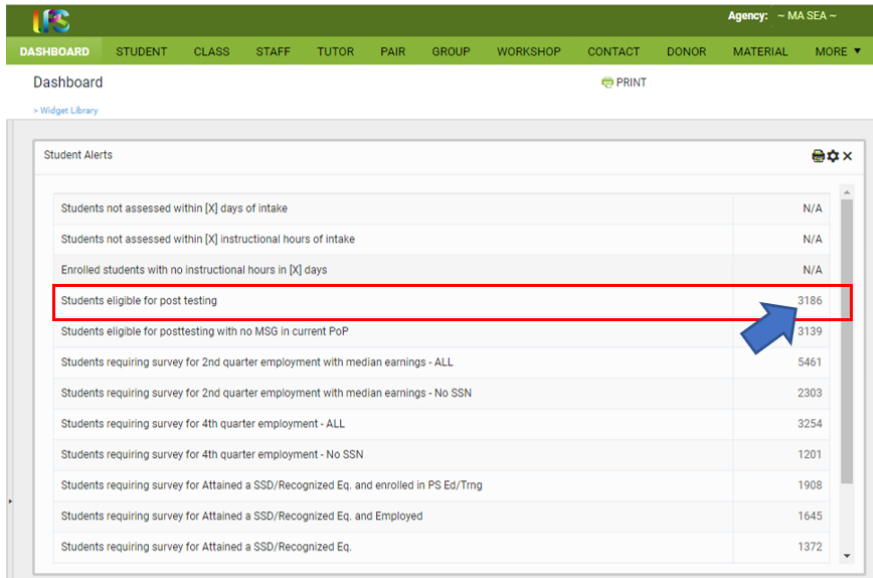 LPS
Agency: ~ MA SEA ~
DASHBOARD STUDENT CLASS STAFF TUTOR PAIR GROUP WORKSHOP CONTACT DONOR MATERIAL MORE ▼
Dashboard PRINT
> Widget Library
Student Alerts
Students not assessed within [X] days of intake N/A
Students not assessed within [X] instructional hours of intake N/A
Enrolled students with no instructional hours in [X] days N/A
Students eligible for post testing 3186
Students eligible for posttesting with no MSG in current PoP 3139
Students requiring survey for 2nd quarter employment with median earnings - ALL 5461
Students requiring survey for 2nd quarter employment with median earnings - No SSN 2303
Students requiring survey for 4th quarter employment - ALL 3254
Students requiring survey for 4th quarter employment - No SSN 1201
Students requiring survey for Attained a SSD/Recognized Eq. and enrolled in PS Ed/Trng 1908
Students requiring survey for Attained a SSD/Recognized Eq. and Employed 1645
Students requiring survey for Attained a SSD/Recognized Eq. 1372